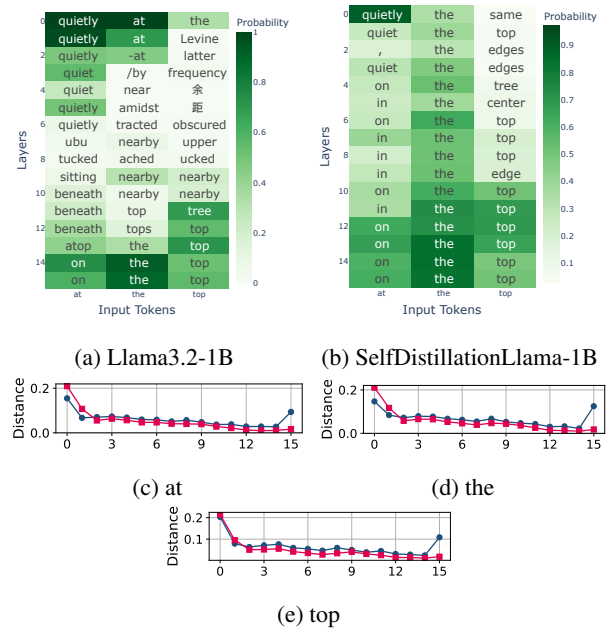 Probability
0 quietly at the 1
quietly at Levine
2 quietly -at latter 0.8
quiet /by frequency
4 quiet near 余
quietly amidst 距 0.6
6 quietly tracted obscured
ubu nearby upper
8 tucked ached ucked 0.4
sitting nearby nearby
10 beneath nearby nearby
beneath top tree 0.2
12 beneath tops top
atop the top
14 on the top
on the top 0
at the top
Layers
Input Tokens
(a) Llama3.2-1B
Probability
0 quietly the same
quiet the top 0.9
2 , the edges 0.8
quiet the edges
4 on the tree 0.7
in the center
6 on the top 0.6
in the top 0.5
8 in the top
in the edge 0.4
10 on the top
in the top 0.3
12 on the top
on the top 0.2
14 on the top 0.1
on the top
at the top
Layers
Input Tokens
(b) SelfDistillationLlama-1B
Distance
0.2
0.0
0 3 6 9 12 15
(c) at
Distance
0.2
0.0
0 3 6 9 12 15
(d) the
Distance
0.2
0.1
0 3 6 9 12 15
(e) top